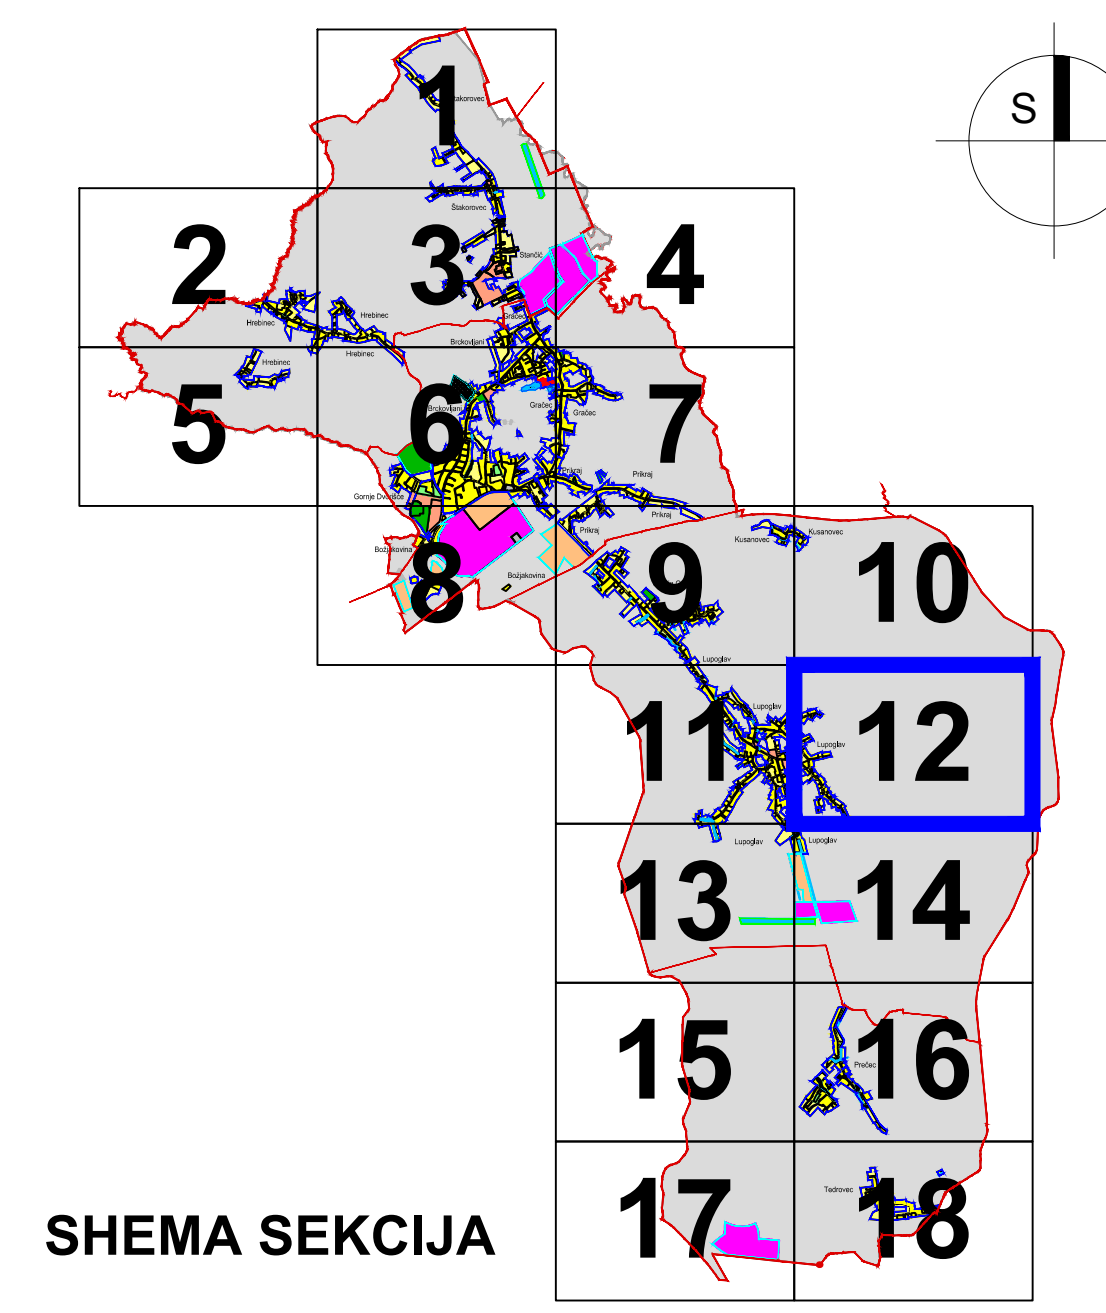 1
Štakorovec
S
2
3
4
Štakorovec
Stančić
Hrebinec
Hrebinec
Gračec
Hrebinec
Brckovljani
5
6
7
Hrebinec
Brckovljani
Gračec
Gračec
Prikraj
Prikraj
Gornje Dvorišće
Prikraj
8
9
10
Prikraj
Kusanovec
Kusanovec
Božjakovina
Božjakovina
Lupoglav
11
12
Lupoglav
Lupoglav
Lupoglav
Lupoglav
13
14
15
16
Prečec
17
18
Tedrovec
SHEMA SEKCIJA